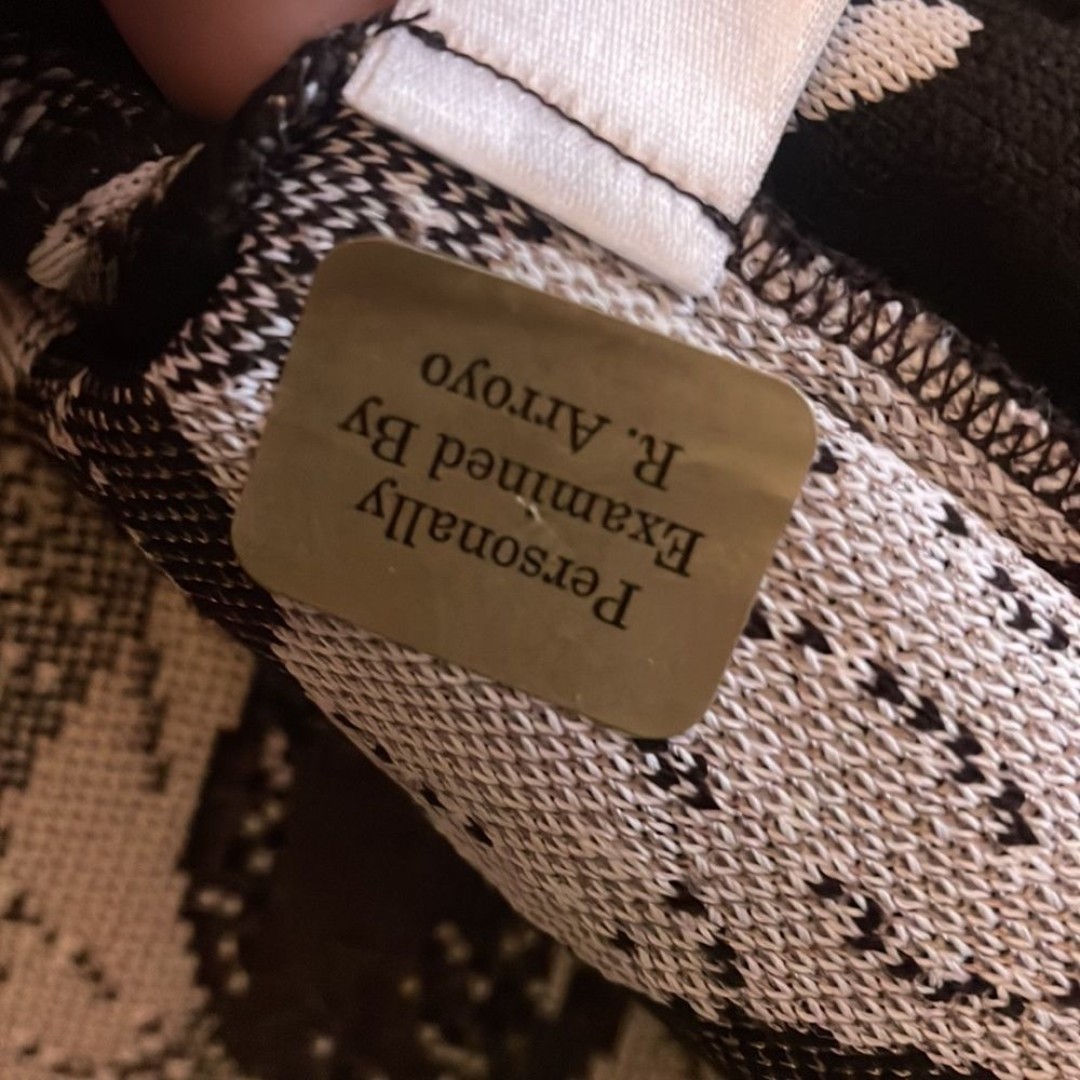 Personally
Examined By
R. Arroyo